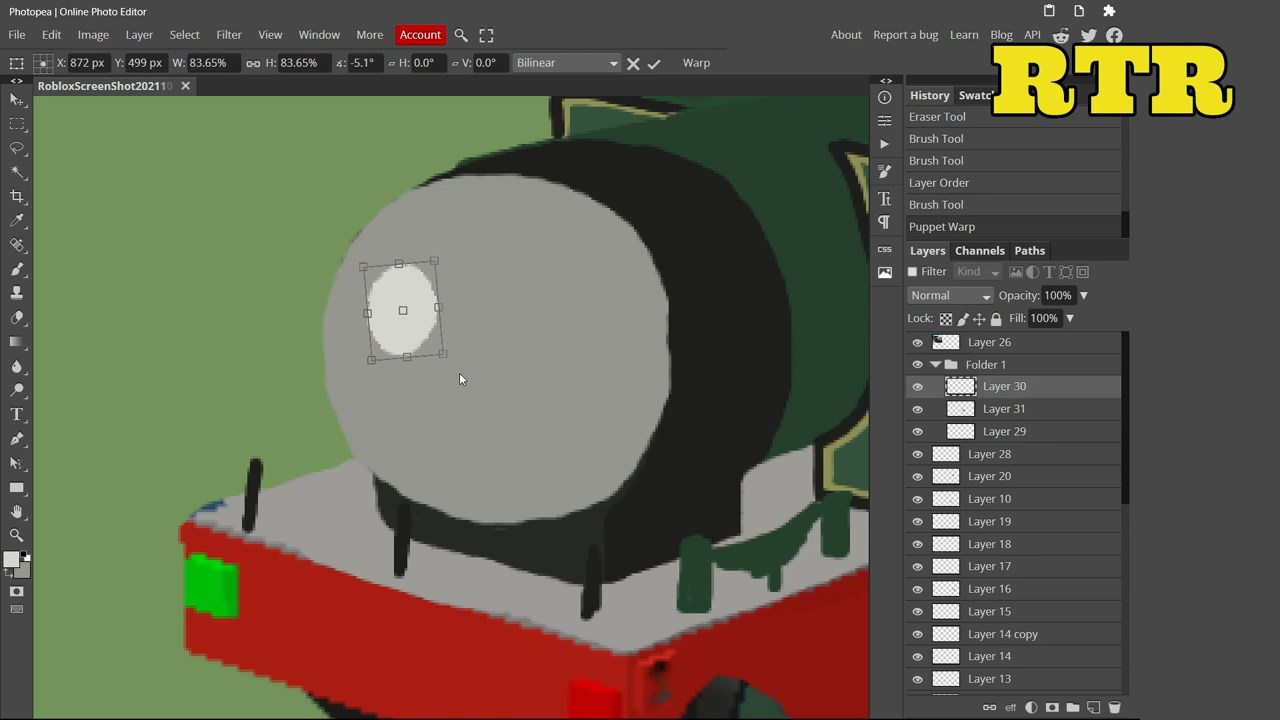 Photopea | Online Photo Editor
File Edit Image Layer Select Filter View Window More Account About Report a bug Learn Blog API
X: 872 px Y: 499 px W: 83.65% H: 83.65% ∡: -5.1° H: 0.0° V: 0.0° Bilinear Warp
RTR
RobloxScreenShot20211
History Swatc
Eraser Tool
Brush Tool
Brush Tool
Layer Order
Brush Tool
Puppet Warp
Layers Channels Paths
Filter Kind
Normal Opacity: 100%
Lock: Fill: 100%
Layer 26
Folder 1
Layer 30
Layer 31
Layer 29
Layer 28
Layer 20
Layer 10
Layer 19
Layer 18
Layer 17
Layer 16
Layer 15
Layer 14 copy
Layer 14
Layer 13
CSS
eff